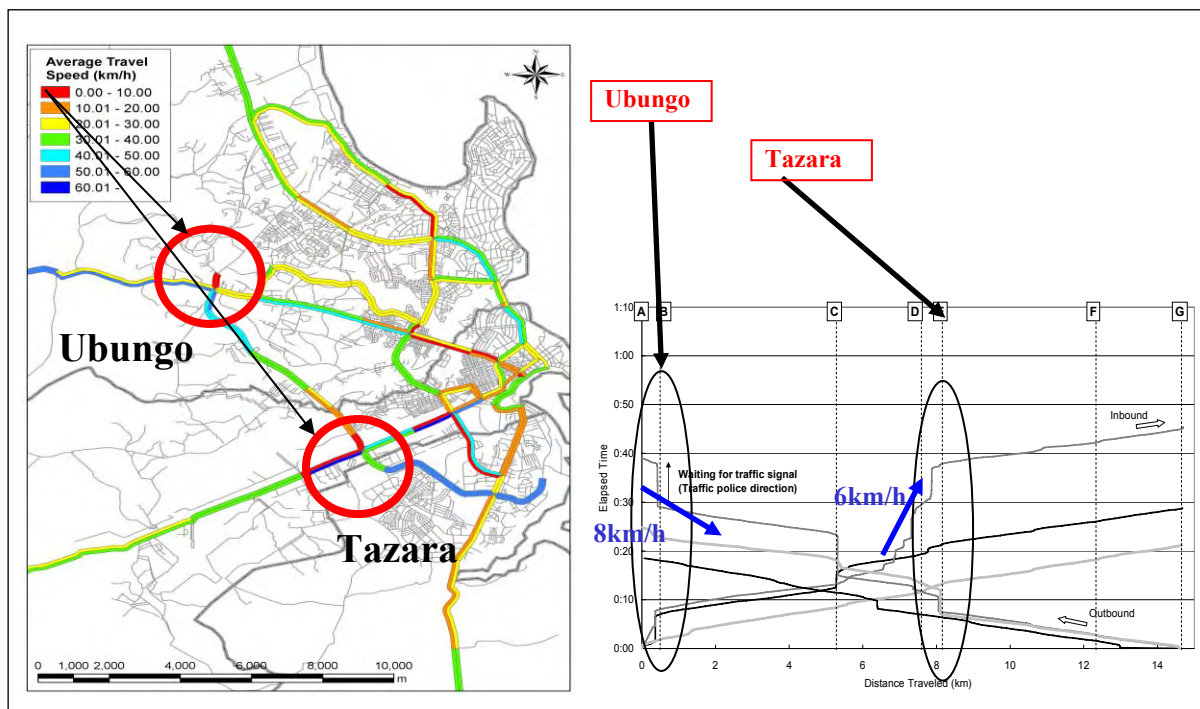 Average Travel
Speed (km/h)
0.00 - 10.00
10.01 - 20.00
20.01 - 30.00
30.01 - 40.00
40.01 - 50.00
50.01 - 60.00
60.01 -
N
W
E
S
Ubungo
Tazara
0 1,000 2,000 4,000 6,000 8,000 10,000
m
Ubungo
Tazara
A B C D F G
1:10
1:00
0:50
0:40
0:30
0:20
0:10
0:00
Elapsed Time
Inbound
Waiting for traffic signal
(Traffic police direction)
6km/h
8km/h
Outbound
0 2 4 6 8 10 12 14
Distance Traveled (km)